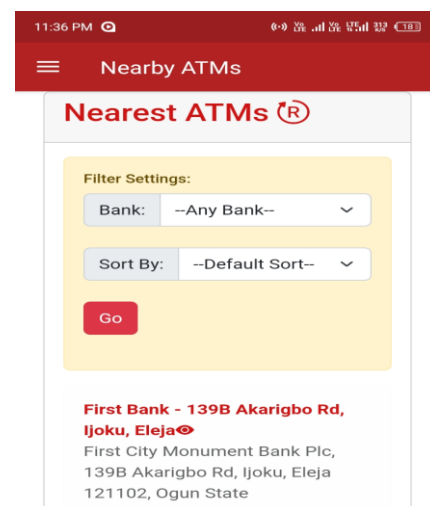 11:36 PM
Nearby ATMs
Nearest ATMs R
Filter Settings:
Bank: --Any Bank--
Sort By: --Default Sort--
Go
First Bank - 139B Akarigbo Rd,
Ijoku, Eleja
First City Monument Bank Plc,
139B Akarigbo Rd, Ijoku, Eleja
121102, Ogun State